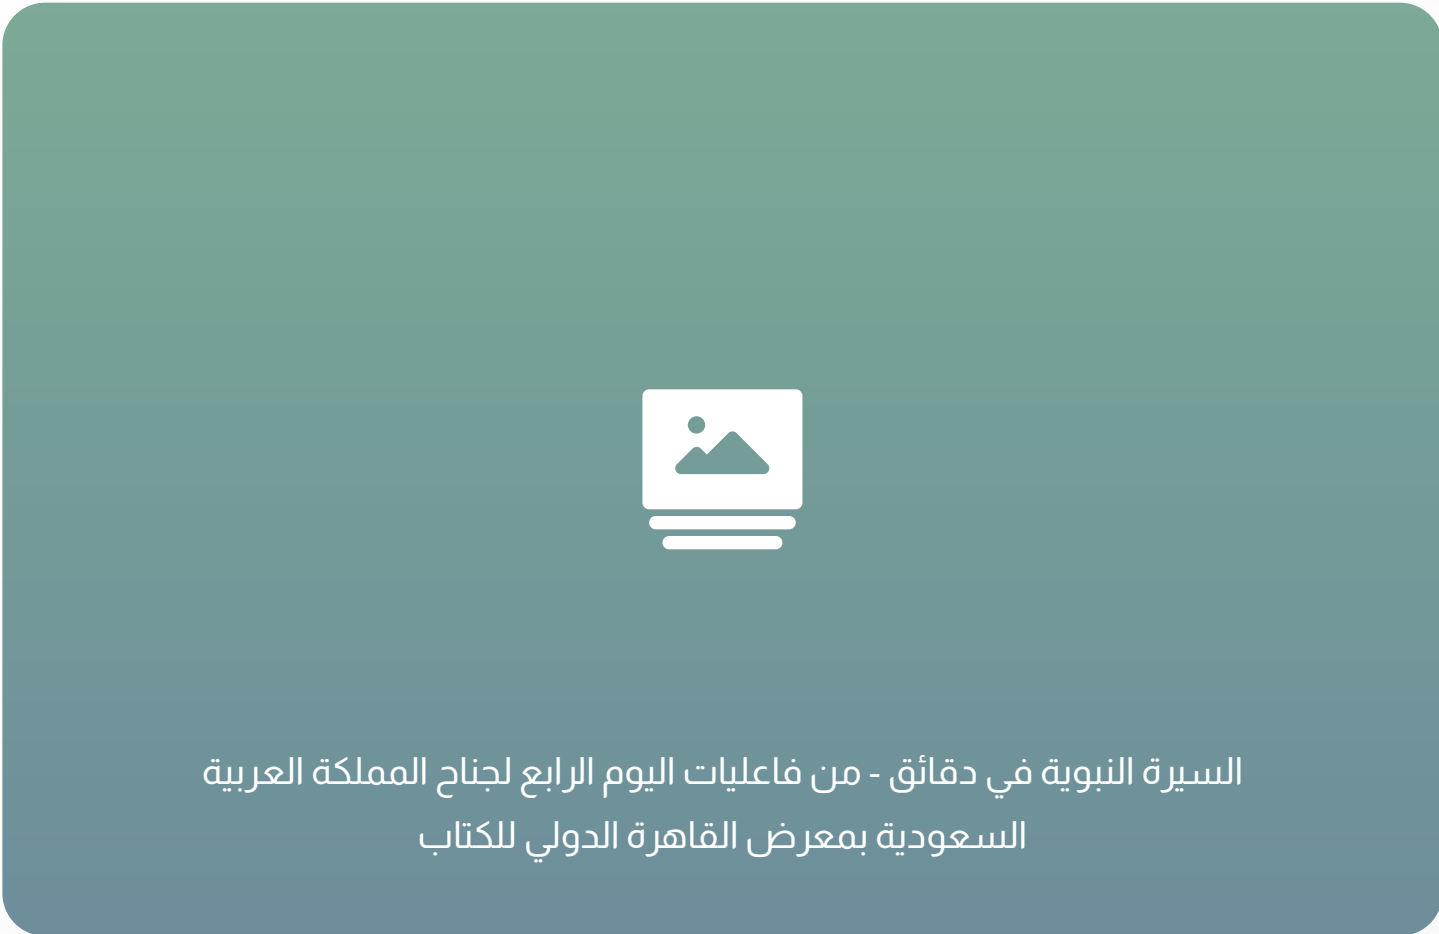 السيرة النبوية في دقائق - من فاعليات اليوم الرابع لجناح المملكة العربية
السعودية بمعرض القاهرة الدولي للكتاب